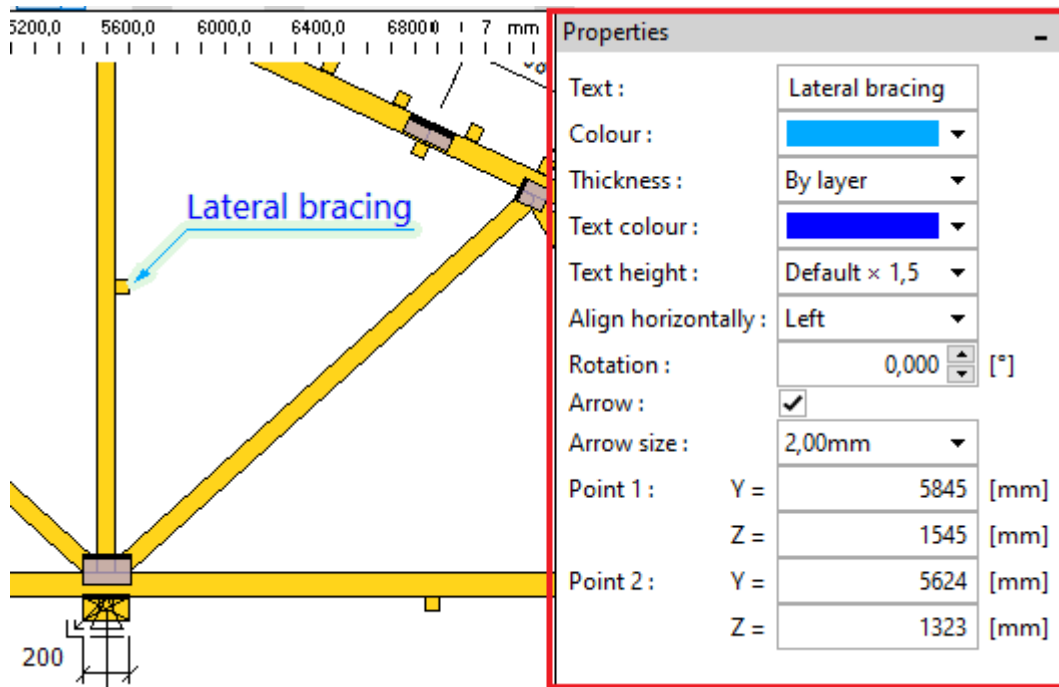 5200,0 5600,0 6000,0 6400,0 6800 7 mm
Lateral bracing
200
Properties
Text : Lateral bracing
Colour :
Thickness : By layer
Text colour :
Text height : Default × 1,5
Align horizontally : Left
Rotation : 0,000 [°]
Arrow :
Arrow size : 2,00mm
Point 1 : Y = 5845 [mm]
Z = 1545 [mm]
Point 2 : Y = 5624 [mm]
Z = 1323 [mm]